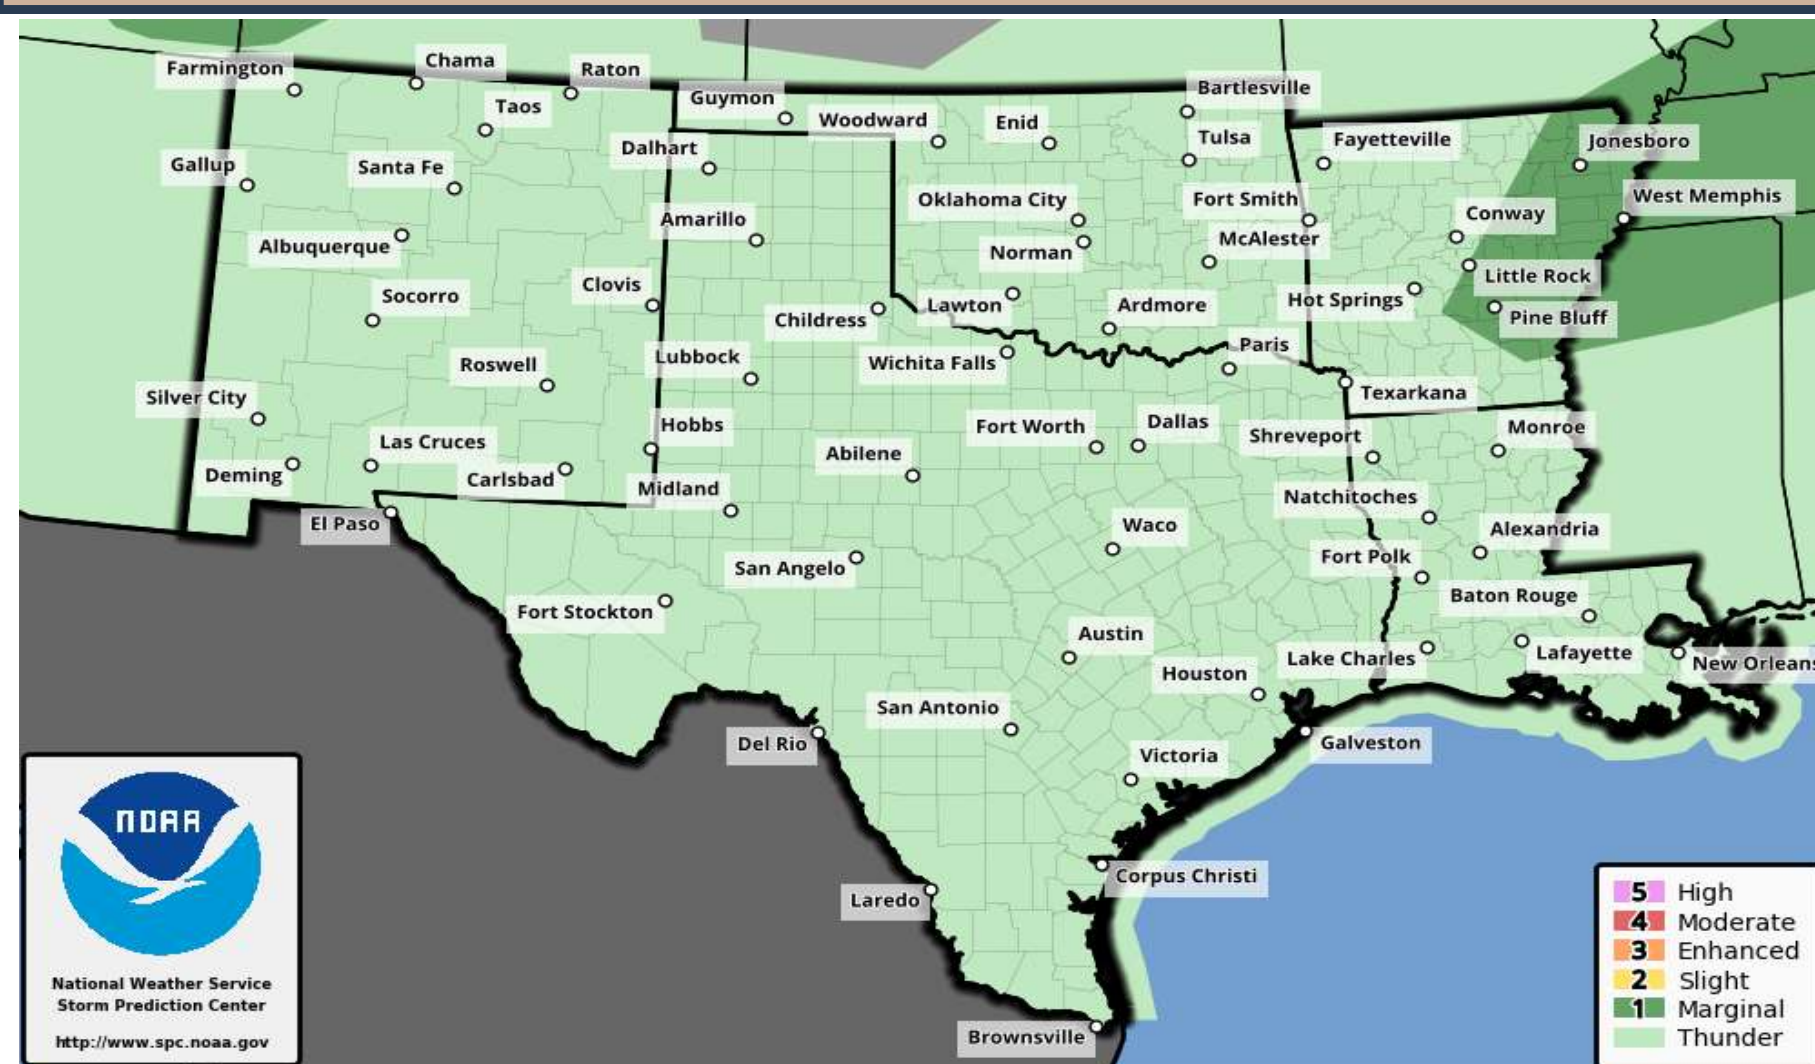 Farmington
Chama
Raton
Taos
Guymon
Woodward
Enid
Bartlesville
Tulsa
Fayetteville
Jonesboro
Gallup
Santa Fe
Dalhart
Oklahoma City
Fort Smith
Conway
West Memphis
Albuquerque
Amarillo
Norman
McAlester
Little Rock
Socorro
Clovis
Childress
Lawton
Ardmore
Hot Springs
Pine Bluff
Roswell
Lubbock
Wichita Falls
Paris
Texarkana
Silver City
Hobbs
Fort Worth
Dallas
Shreveport
Monroe
Las Cruces
Deming
Carlsbad
Midland
Abilene
Natchitoches
Alexandria
El Paso
San Angelo
Waco
Fort Polk
Baton Rouge
Fort Stockton
Austin
Houston
Lake Charles
Lafayette
New Orleans
San Antonio
Del Rio
Victoria
Galveston
Corpus Christi
Laredo
Brownsville
NOAA
National Weather Service
Storm Prediction Center
http://www.spc.noaa.gov
5 High
4 Moderate
3 Enhanced
2 Slight
1 Marginal
Thunder